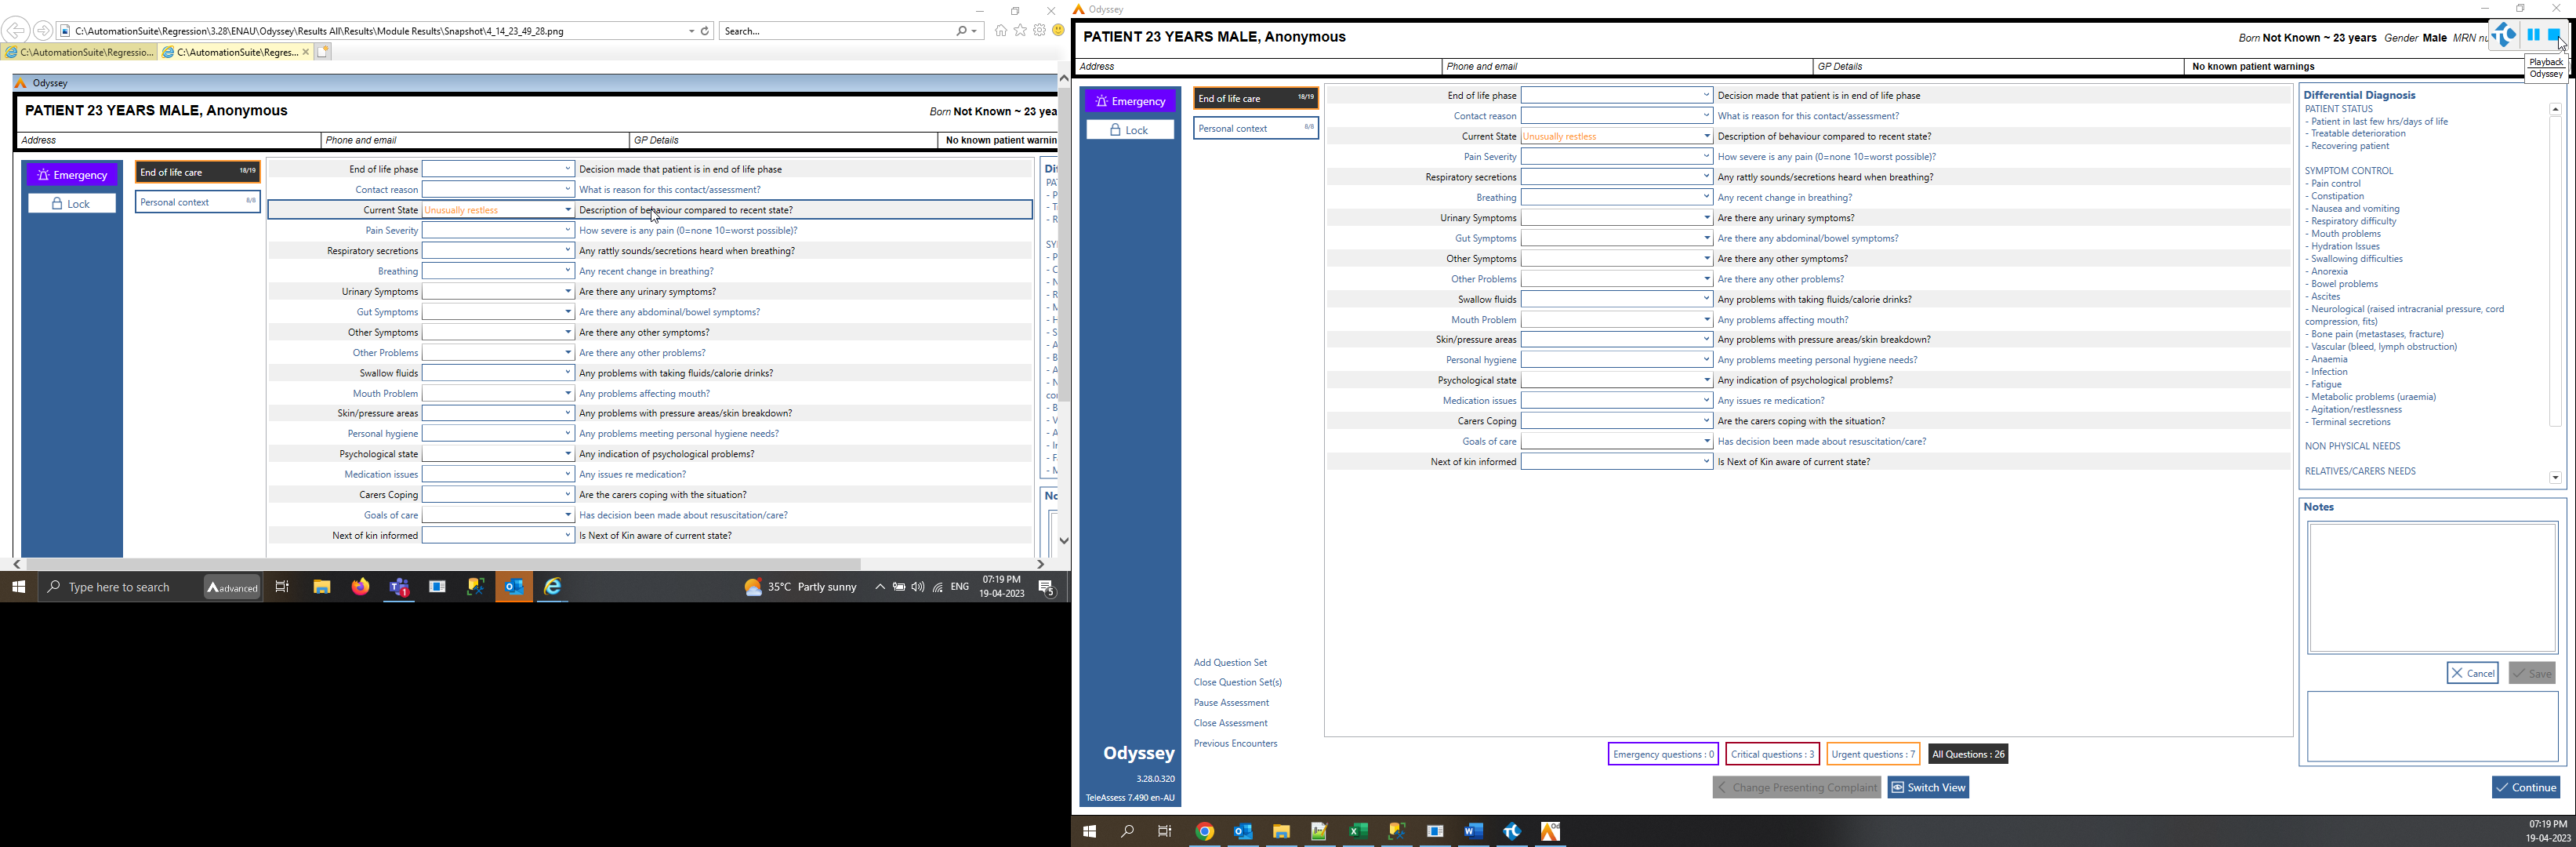 C:\AutomationSuite\Regression\3.28\ENAU\Odyssey\Results All\Results\Module Results\Snapshot\4_14_23_49_28.png
Search...
C:\AutomationSuite\Regressio...
C:\AutomationSuite\Regres...
Odyssey
PATIENT 23 YEARS MALE, Anonymous
Born Not Known ~ 23 yea
Address
Phone and email
GP Details
No known patient warnin
Emergency
Lock
End of life care 18/19
Personal context 8/8
End of life phase Decision made that patient is in end of life phase
Contact reason What is reason for this contact/assessment?
Current State Unusually restless Description of behaviour compared to recent state?
Pain Severity How severe is any pain (0=none 10=worst possible)?
Respiratory secretions Any rattly sounds/secretions heard when breathing?
Breathing Any recent change in breathing?
Urinary Symptoms Are there any urinary symptoms?
Gut Symptoms Are there any abdominal/bowel symptoms?
Other Symptoms Are there any other symptoms?
Other Problems Are there any other problems?
Swallow fluids Any problems with taking fluids/calorie drinks?
Mouth Problem Any problems affecting mouth?
Skin/pressure areas Any problems with pressure areas/skin breakdown?
Personal hygiene Any problems meeting personal hygiene needs?
Psychological state Any indication of psychological problems?
Medication issues Any issues re medication?
Carers Coping Are the carers coping with the situation?
Goals of care Has decision been made about resuscitation/care?
Next of kin informed Is Next of Kin aware of current state?
Type here to search
advanced
35°C Partly sunny
ENG
07:19 PM
19-04-2023
5
Odyssey
PATIENT 23 YEARS MALE, Anonymous
Born Not Known ~ 23 years Gender Male MRN nu
Playback
Odyssey
Address
Phone and email
GP Details
No known patient warnings
Emergency
Lock
End of life care 18/19
Personal context 8/8
End of life phase Decision made that patient is in end of life phase
Contact reason What is reason for this contact/assessment?
Current State Unusually restless Description of behaviour compared to recent state?
Pain Severity How severe is any pain (0=none 10=worst possible)?
Respiratory secretions Any rattly sounds/secretions heard when breathing?
Breathing Any recent change in breathing?
Urinary Symptoms Are there any urinary symptoms?
Gut Symptoms Are there any abdominal/bowel symptoms?
Other Symptoms Are there any other symptoms?
Other Problems Are there any other problems?
Swallow fluids Any problems with taking fluids/calorie drinks?
Mouth Problem Any problems affecting mouth?
Skin/pressure areas Any problems with pressure areas/skin breakdown?
Personal hygiene Any problems meeting personal hygiene needs?
Psychological state Any indication of psychological problems?
Medication issues Any issues re medication?
Carers Coping Are the carers coping with the situation?
Goals of care Has decision been made about resuscitation/care?
Next of kin informed Is Next of Kin aware of current state?
Differential Diagnosis
PATIENT STATUS
- Patient in last few hrs/days of life
- Treatable deterioration
- Recovering patient
SYMPTOM CONTROL
- Pain control
- Constipation
- Nausea and vomiting
- Respiratory difficulty
- Mouth problems
- Hydration Issues
- Swallowing difficulties
- Anorexia
- Bowel problems
- Ascites
- Neurological (raised intracranial pressure, cord
compression, fits)
- Bone pain (metastases, fracture)
- Vascular (bleed, lymph obstruction)
- Anaemia
- Infection
- Fatigue
- Metabolic problems (uraemia)
- Agitation/restlessness
- Terminal secretions
NON PHYSICAL NEEDS
RELATIVES/CARERS NEEDS
Notes
Cancel
Save
Add Question Set
Close Question Set(s)
Pause Assessment
Close Assessment
Previous Encounters
Odyssey
3.28.0.320
TeleAssess 7.490 en-AU
Emergency questions : 0
Critical questions : 3
Urgent questions : 7
All Questions : 26
Change Presenting Complaint
Switch View
Continue
07:19 PM
19-04-2023